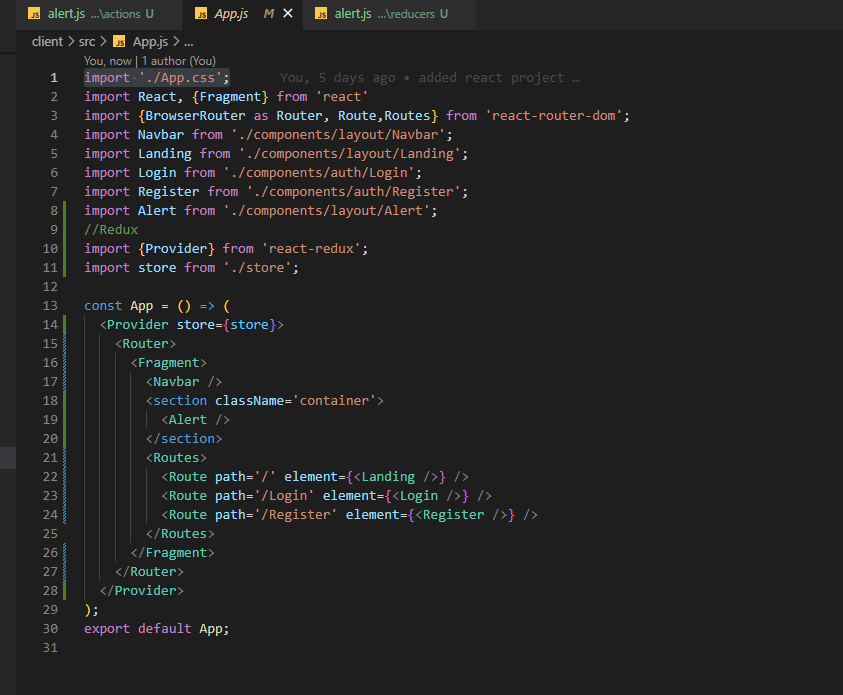 alert.js ...\actions U
App.js M
alert.js ...\reducers U
client > src > JS App.js > ...
You, now | 1 author (You)
1 import './App.css'; You, 5 days ago • added react project …
2 import React, {Fragment} from 'react'
3 import {BrowserRouter as Router, Route,Routes} from 'react-router-dom';
4 import Navbar from './components/layout/Navbar';
5 import Landing from './components/layout/Landing';
6 import Login from './components/auth/Login';
7 import Register from './components/auth/Register';
8 import Alert from './components/layout/Alert';
9 //Redux
10 import {Provider} from 'react-redux';
11 import store from './store';
12
13 const App = () => (
14   <Provider store={store}>
15     <Router>
16       <Fragment>
17         <Navbar />
18         <section className='container'>
19           <Alert />
20         </section>
21         <Routes>
22           <Route path='/' element={<Landing />} />
23           <Route path='/Login' element={<Login />} />
24           <Route path='/Register' element={<Register />} />
25         </Routes>
26       </Fragment>
27     </Router>
28   </Provider>
29 );
30 export default App;
31